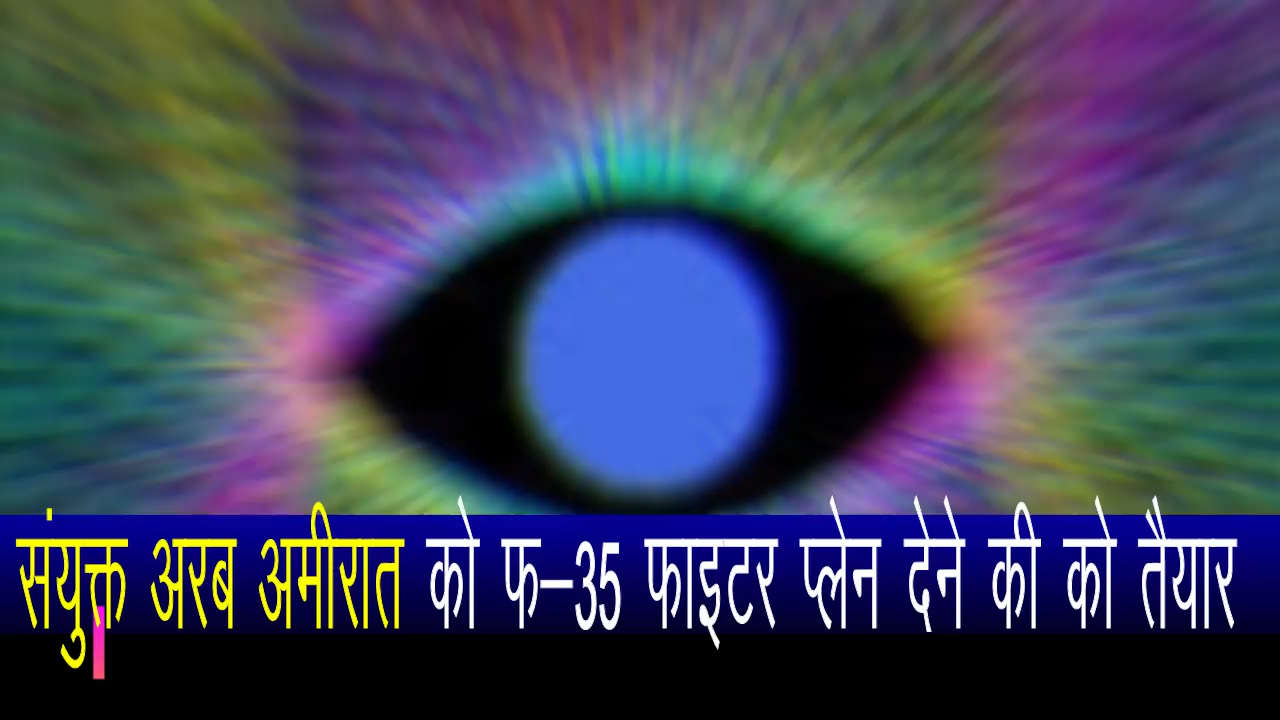 संयुक्त अरब अमीरात को फ–35 फाइटर प्लेन देने की को तैयार